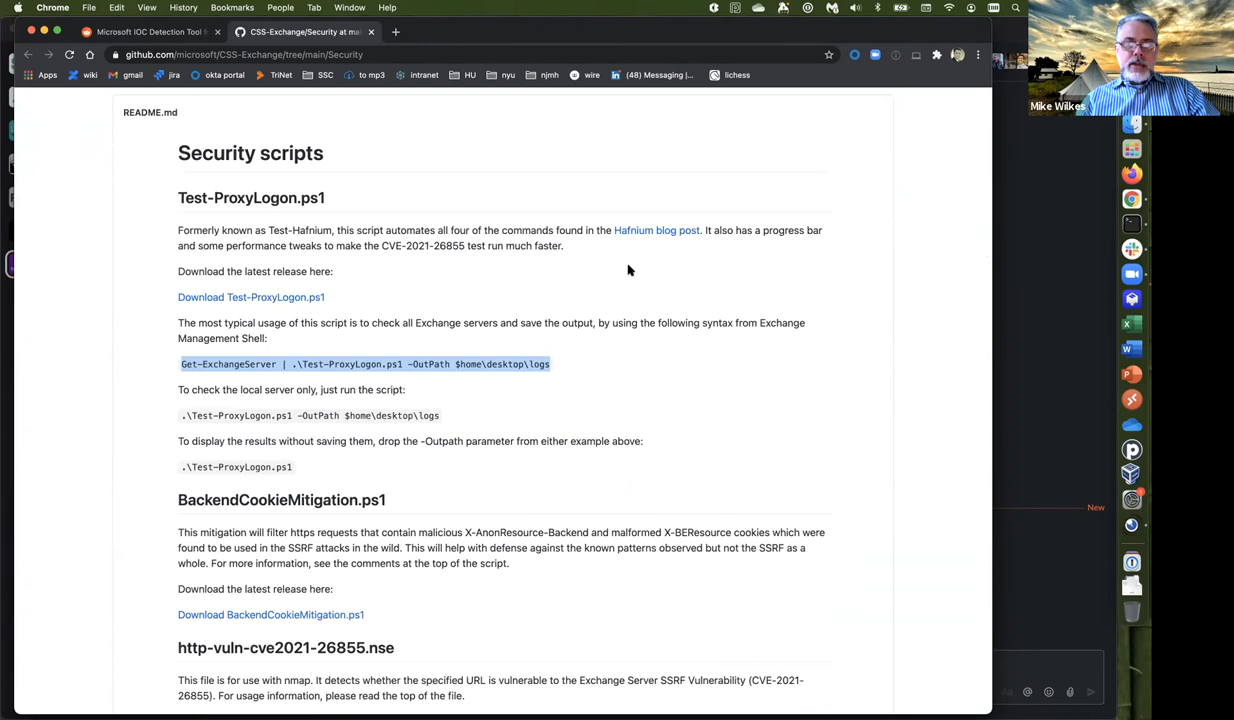 Chrome File Edit View History Bookmarks People Tab Window Help
Microsoft IOC Detection Tool f
CSS-Exchange/Security at mai
github.com/microsoft/CSS-Exchange/tree/main/Security
Apps wiki gmail jira okta portal TriNet SSC to mp3 intranet HU nyu njmh wire (48) Messaging |... lichess
Mike Wilkes
README.md
Security scripts
Test-ProxyLogon.ps1
Formerly known as Test-Hafnium, this script automates all four of the commands found in the Hafnium blog post. It also has a progress bar
and some performance tweaks to make the CVE-2021-26855 test run much faster.
Download the latest release here:
Download Test-ProxyLogon.ps1
The most typical usage of this script is to check all Exchange servers and save the output, by using the following syntax from Exchange
Management Shell:
Get-ExchangeServer | .\Test-ProxyLogon.ps1 -OutPath $home\desktop\logs
To check the local server only, just run the script:
.\Test-ProxyLogon.ps1 -OutPath $home\desktop\logs
To display the results without saving them, drop the -Outpath parameter from either example above:
.\Test-ProxyLogon.ps1
BackendCookieMitigation.ps1
New
This mitigation will filter https requests that contain malicious X-AnonResource-Backend and malformed X-BEResource cookies which were
found to be used in the SSRF attacks in the wild. This will help with defense against the known patterns observed but not the SSRF as a
whole. For more information, see the comments at the top of the script.
Download the latest release here:
Download BackendCookieMitigation.ps1
http-vuln-cve2021-26855.nse
This file is for use with nmap. It detects whether the specified URL is vulnerable to the Exchange Server SSRF Vulnerability (CVE-2021-
26855). For usage information, please read the top of the file.